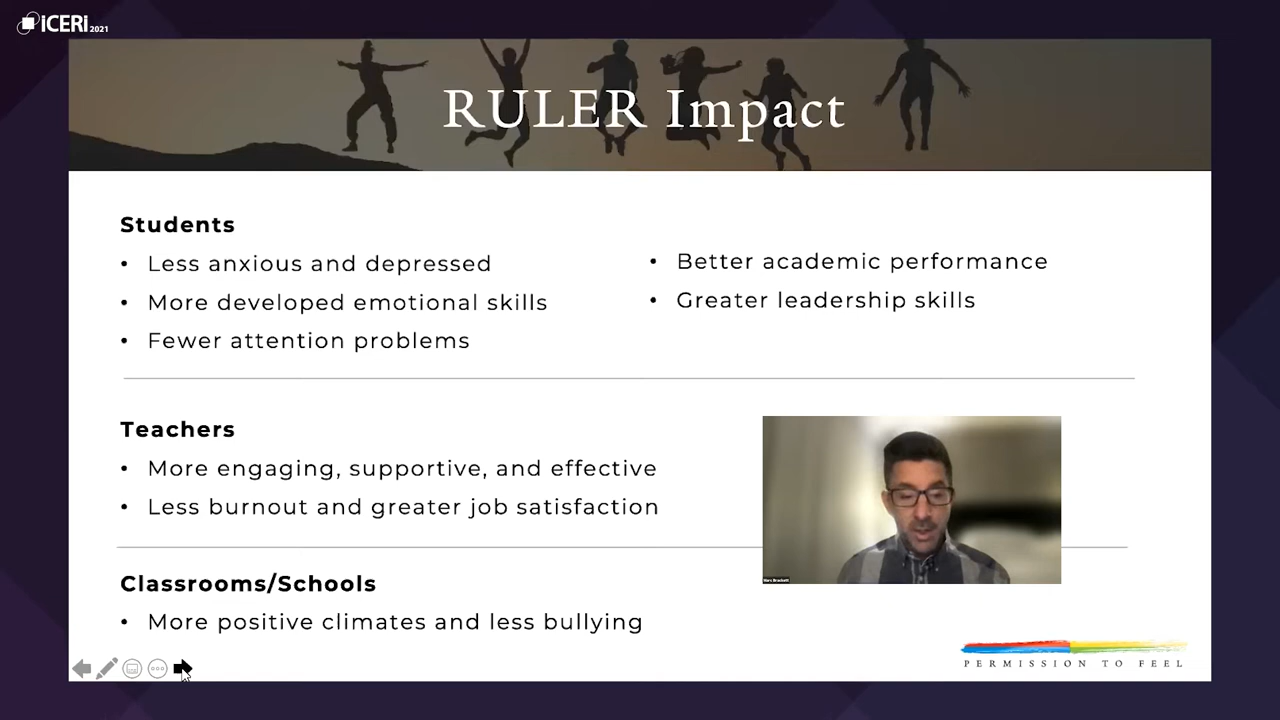 iCERi 2021
RULER Impact
Students
• Less anxious and depressed
• More developed emotional skills
• Fewer attention problems
• Better academic performance
• Greater leadership skills
Teachers
• More engaging, supportive, and effective
• Less burnout and greater job satisfaction
Marc Brackett
Classrooms/Schools
• More positive climates and less bullying
PERMISSION TO FEEL